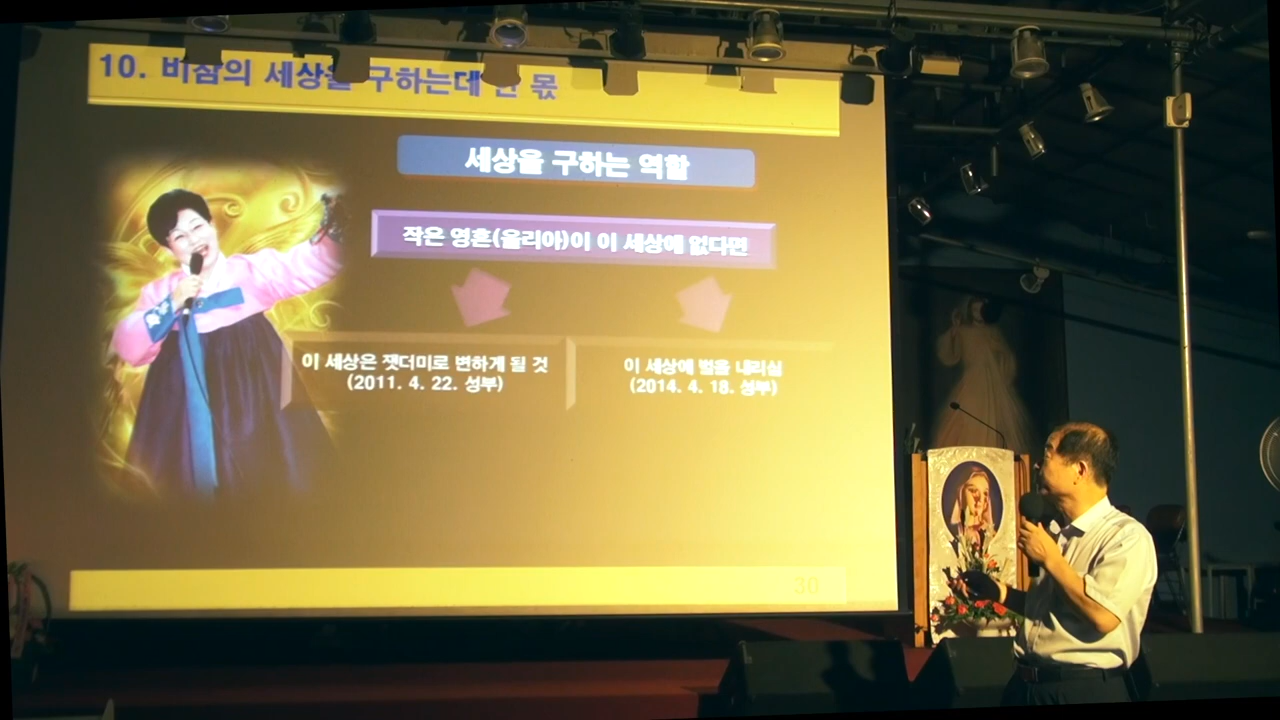 10. 비참의 세상을 구하는데 한 몫
세상을 구하는 역할
작은 영혼(율리아)이 이 세상에 없다면
이 세상은 잿더미로 변하게 될 것
(2011. 4. 22. 성부)
이 세상에 벌을 내리심
(2014. 4. 18. 성부)
30